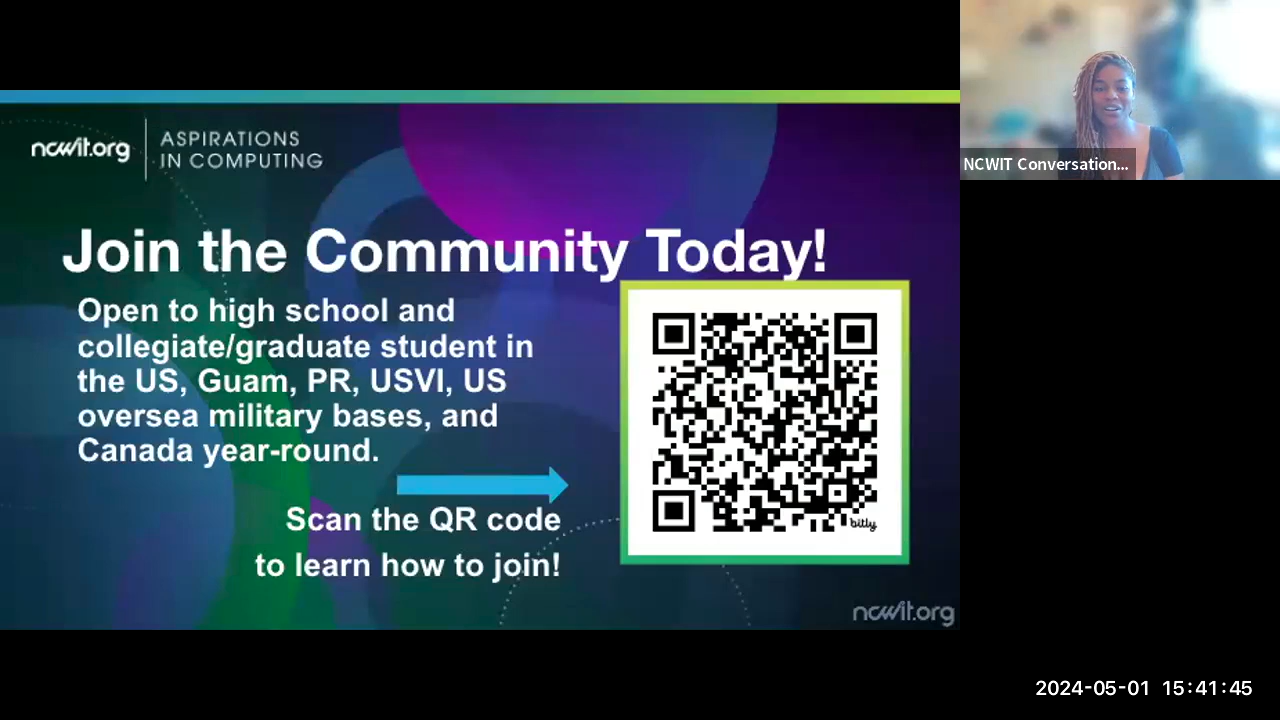 ncwit.org
ASPIRATIONS
IN COMPUTING
Join the Community Today!
Open to high school and
collegiate/graduate student in
the US, Guam, PR, USVI, US
oversea military bases, and
Canada year-round.
Scan the QR code
to learn how to join!
bitly
ncwit.org
NCWIT Conversation...
2024-05-01 15:41:45